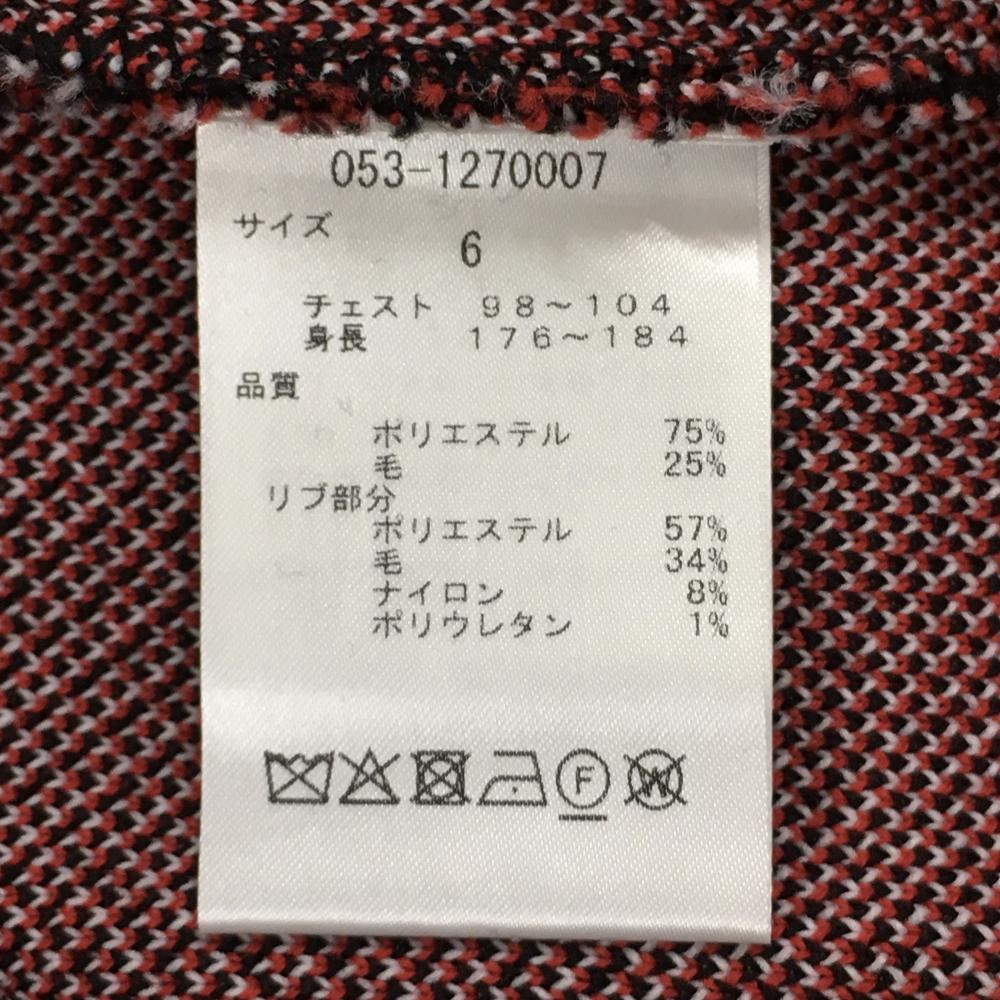 053-1270007
サイズ
6
チェスト 98～104
身長 176～184
品質
ポリエステル 75%
毛 25%
リブ部分
ポリエステル 57%
毛 34%
ナイロン 8%
ポリウレタン 1%
F W